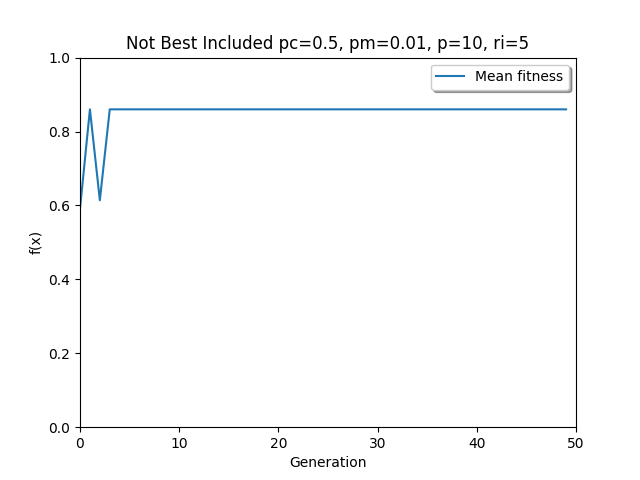 Not Best Included pc=0.5, pm=0.01, p=10, ri=5
Mean fitness
1.0
0.8
0.6
0.4
0.2
0.0
f(x)
0 10 20 30 40 50
Generation